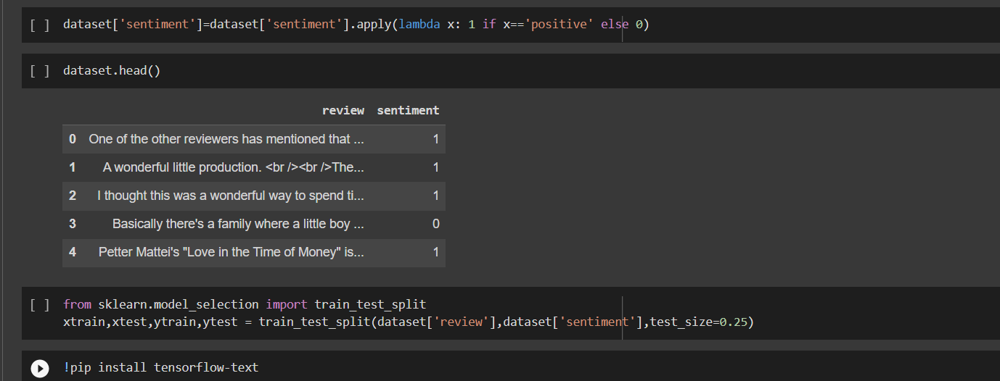 [ ] dataset['sentiment']=dataset['sentiment'].apply(lambda x: 1 if x=='positive' else 0)
[ ] dataset.head()
review sentiment
0 One of the other reviewers has mentioned that ... 1
1 A wonderful little production. <br /><br />The... 1
2 I thought this was a wonderful way to spend ti... 1
3 Basically there's a family where a little boy ... 0
4 Petter Mattei's "Love in the Time of Money" is... 1
[ ] from sklearn.model_selection import train_test_split
xtrain,xtest,ytrain,ytest = train_test_split(dataset['review'],dataset['sentiment'],test_size=0.25)
!pip install tensorflow-text